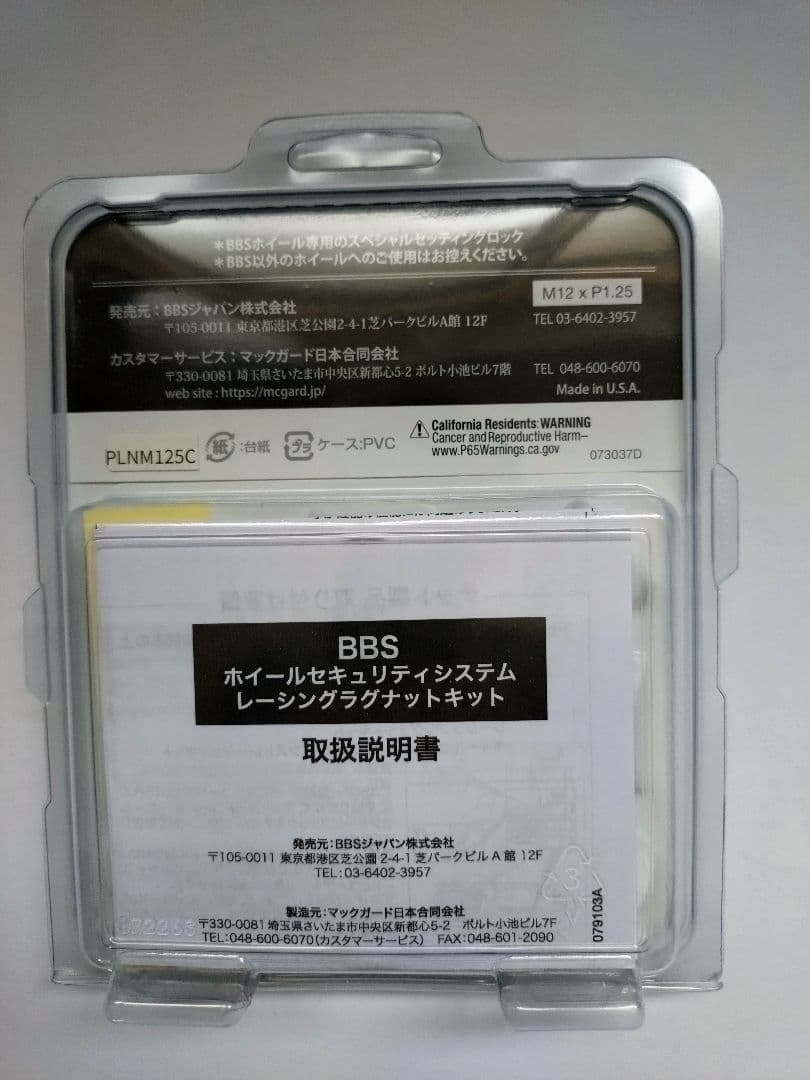 ＊BBSホイール専用のスペシャルセッティングロック
＊BBS以外のホイールへのご使用はお控えください。
M12 x P1.25
発売元：BBSジャパン株式会社
〒105-0011 東京都港区芝公園2-4-1芝パークビルA館 12F TEL 03-6402-3957
カスタマーサービス：マックガード日本合同会社
〒330-0081 埼玉県さいたま市中央区新都心5-2 ボルト小池ビル7階 TEL 048-600-6070
web site : https://mcgard.jp/ Made in U.S.A.
PLNM125C 紙 :台紙 プラ ケース:PVC
California Residents: WARNING
Cancer and Reproductive Harm–
www.P65Warnings.ca.gov 073037D
BBS
ホイールセキュリティシステム
レーシングラグナットキット
取扱説明書
発売元：BBSジャパン株式会社
〒105-0011 東京都港区芝公園 2-4-1 芝パークビル A 館 12F
TEL：03-6402-3957
製造元：マックガード日本合同会社
〒330-0081 埼玉県さいたま市中央区新都心5-2 ボルト小池ビル7F
TEL：048-600-6070（カスタマーサービス） FAX：048-601-2090
3
079103A